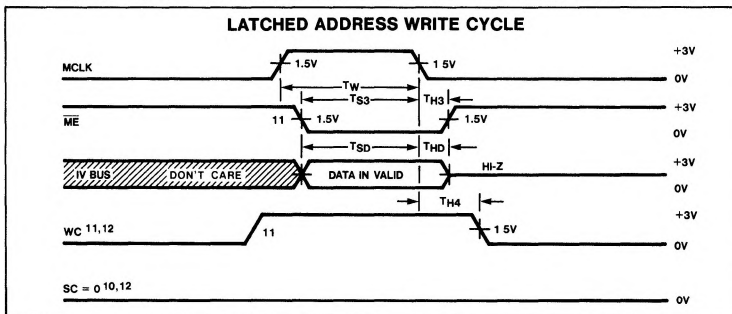 LATCHED ADDRESS WRITE CYCLE
+3V
MCLK 1.5V 1 5V
0V
TW
TS3 TH3
+3V
ME 11 1.5V 1.5V
0V
TSD THD
HI-Z +3V
IV BUS DON'T CARE DATA IN VALID
0V
TH4
+3V
WC 11,12 11 1 5V
0V
SC = 0 10,12 0V